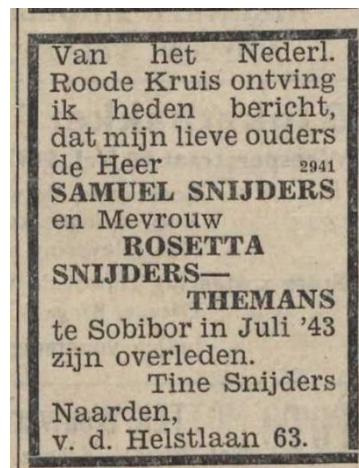 Van het Nederl.
Roode Kruis ontving
ik heden bericht,
dat mijn lieve ouders
de Heer 2941
SAMUEL SNIJDERS
en Mevrouw
ROSETTA
SNIJDERS—
THEMANS
te Sobibor in Juli '43
zijn overleden.
Tine Snijders
Naarden,
v. d. Helstlaan 63.